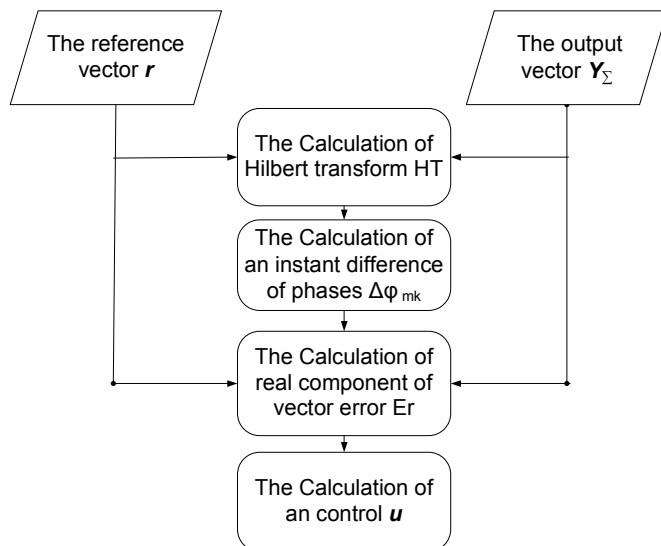 The reference
vector r
The output
vector Y_Σ
The Calculation of
Hilbert transform HT
The Calculation of
an instant difference
of phases Δφ mk
The Calculation of
real component of
vector error Er
The Calculation of
an control u